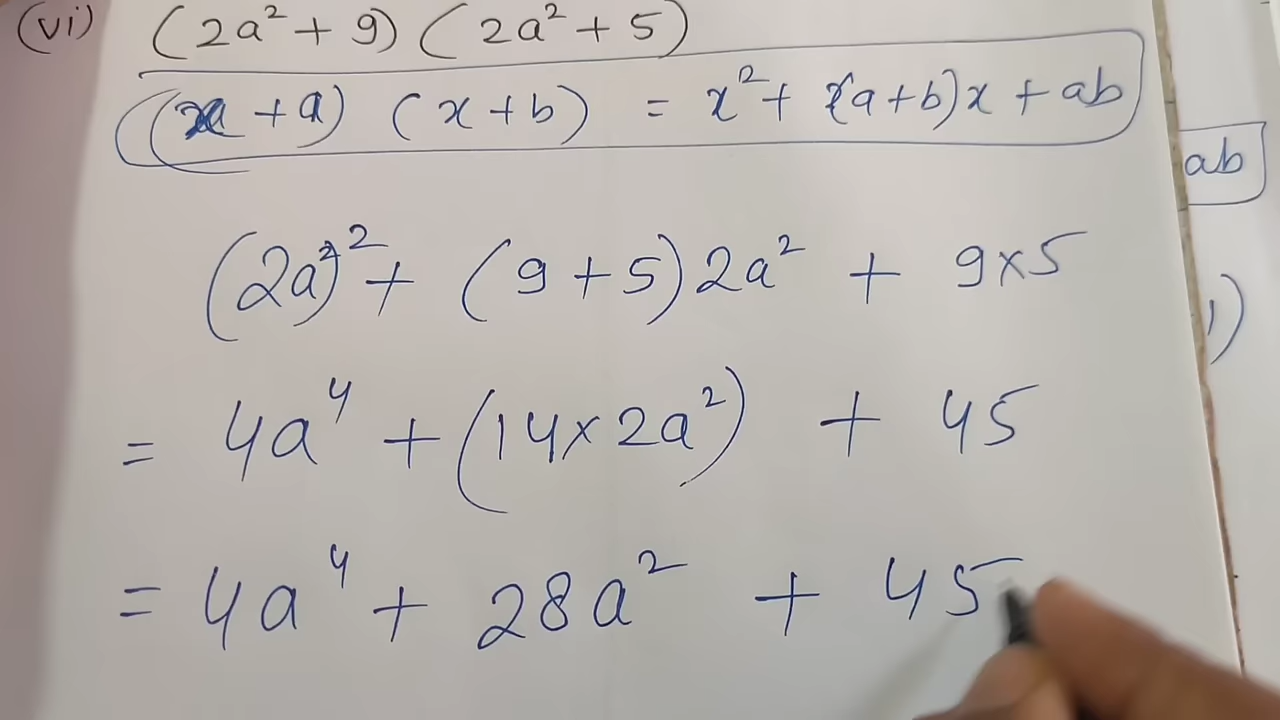 (vi) (2a² + 9) (2a² + 5)
(x + a) (x + b) = x² + (a + b)x + ab
ab
(2a²)² + (9 + 5) 2a² + 9 × 5
)
= 4a⁴ + (14 × 2a²) + 45
= 4a⁴ + 28a² + 45